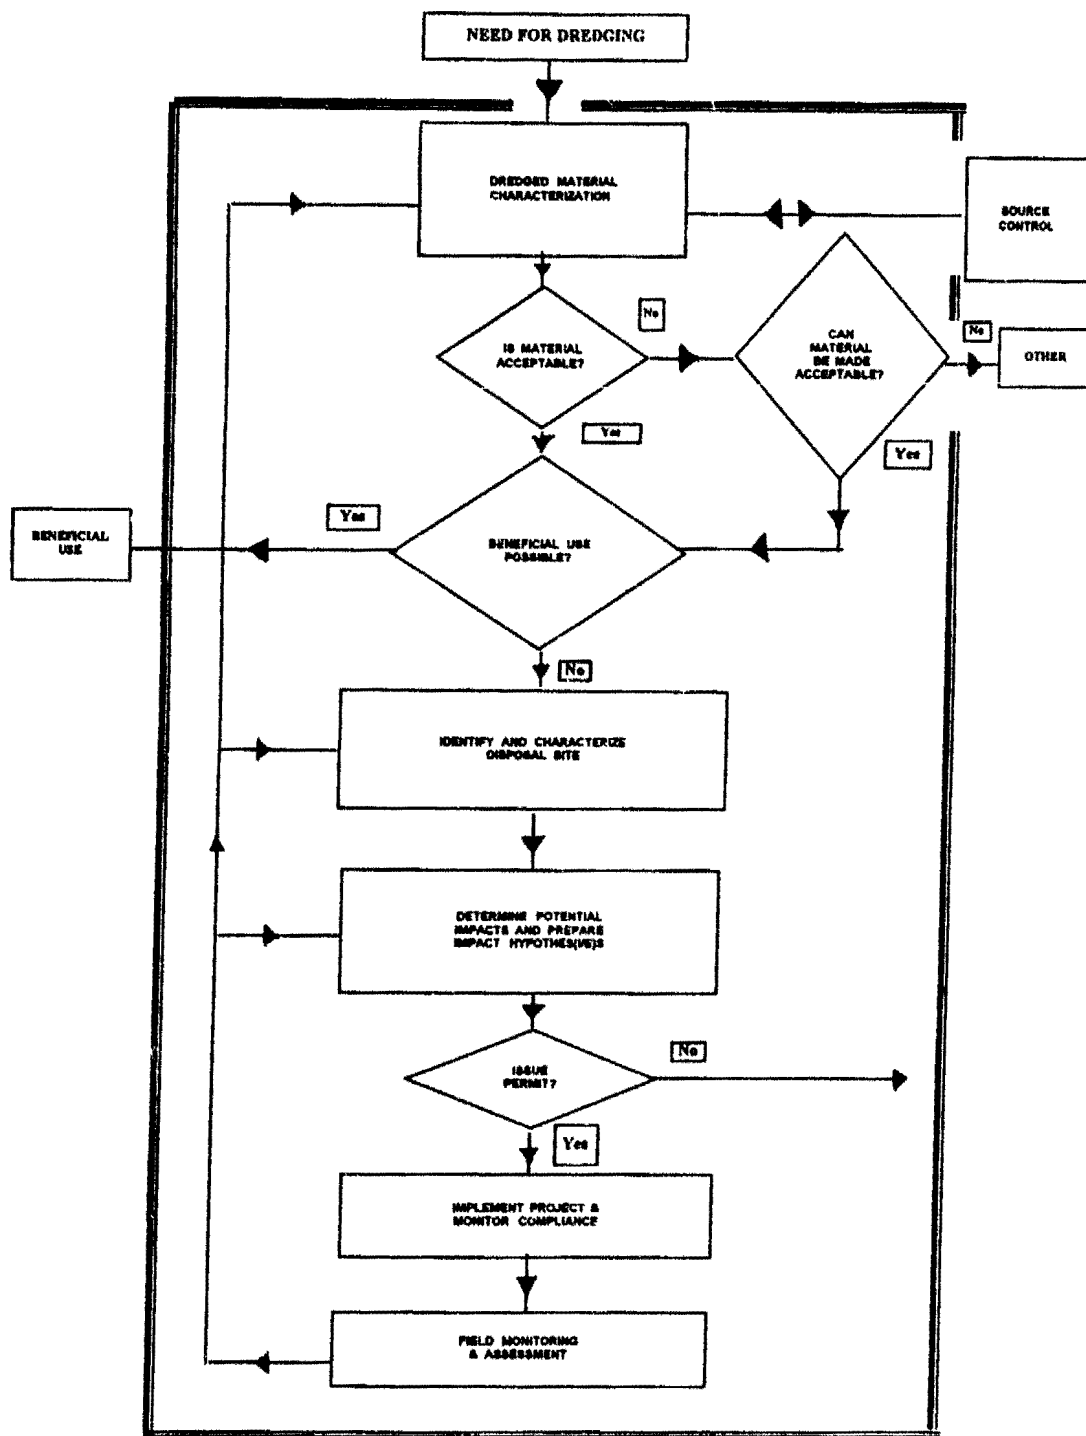 NEED FOR DREDGING
DREDGED MATERIAL
CHARACTERIZATION
SOURCE
CONTROL
No
IS MATERIAL
ACCEPTABLE?
CAN
MATERIAL
BE MADE
ACCEPTABLE?
No
OTHER
Yes
Yes
BENEFICIAL
USE
Yes
BENEFICIAL USE
POSSIBLE?
No
IDENTIFY AND CHARACTERIZE
DISPOSAL SITE
DETERMINE POTENTIAL
IMPACTS AND PREPARE
IMPACT HYPOTHES(I/E)S
ISSUE
PERMIT?
No
Yes
IMPLEMENT PROJECT &
MONITOR COMPLIANCE
FIELD MONITORING
& ASSESSMENT